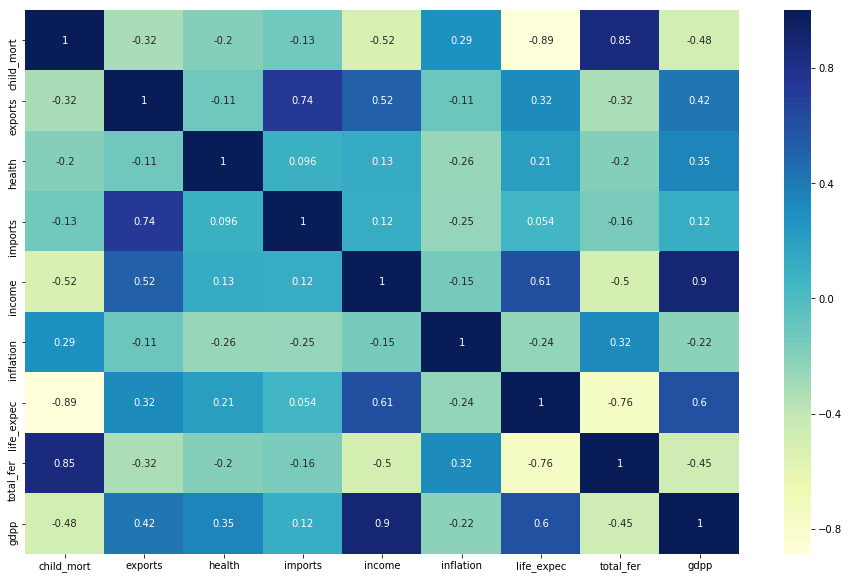 child_mort 1 -0.32 -0.2 -0.13 -0.52 0.29 -0.89 0.85 -0.48
exports -0.32 1 -0.11 0.74 0.52 -0.11 0.32 -0.32 0.42
health -0.2 -0.11 1 0.096 0.13 -0.26 0.21 -0.2 0.35
imports -0.13 0.74 0.096 1 0.12 -0.25 0.054 -0.16 0.12
income -0.52 0.52 0.13 0.12 1 -0.15 0.61 -0.5 0.9
inflation 0.29 -0.11 -0.26 -0.25 -0.15 1 -0.24 0.32 -0.22
life_expec -0.89 0.32 0.21 0.054 0.61 -0.24 1 -0.76 0.6
total_fer 0.85 -0.32 -0.2 -0.16 -0.5 0.32 -0.76 1 -0.45
gdpp -0.48 0.42 0.35 0.12 0.9 -0.22 0.6 -0.45 1
child_mort exports health imports income inflation life_expec total_fer gdpp
0.8
0.4
0.0
−0.4
−0.8